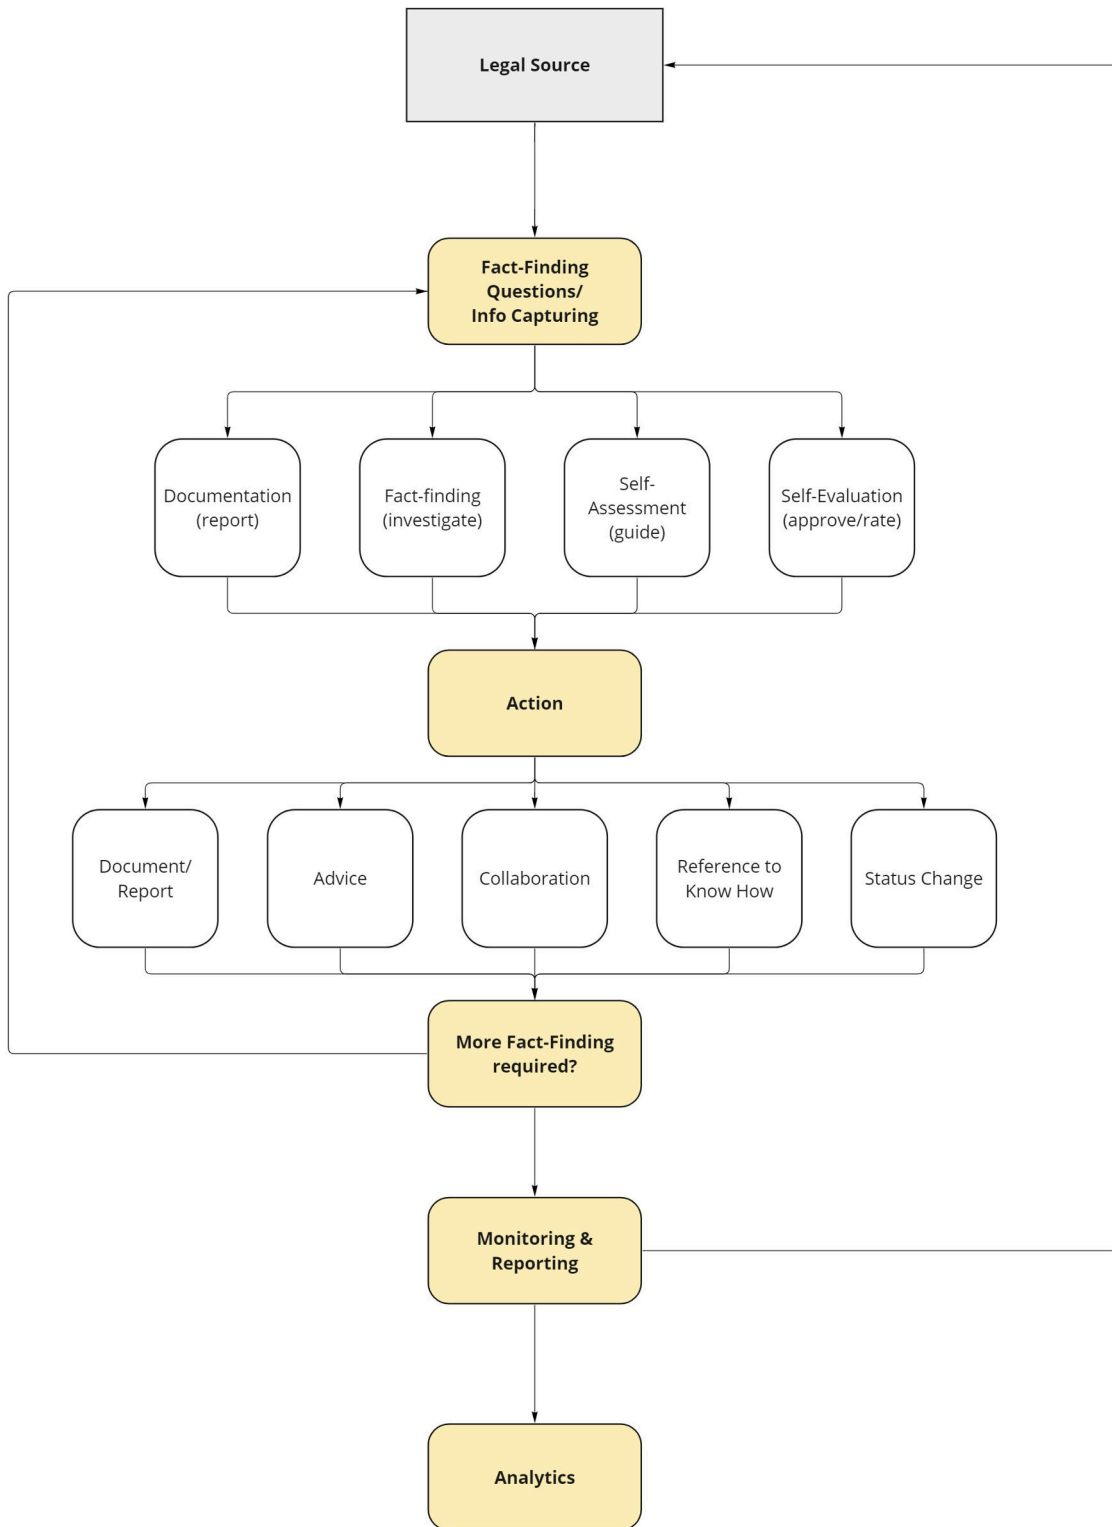 Legal Source
Fact-Finding
Questions/
Info Capturing
Documentation
(report)
Fact-finding
(investigate)
Self-
Assessment
(guide)
Self-Evaluation
(approve/rate)
Action
Document/
Report
Advice
Collaboration
Reference to
Know How
Status Change
More Fact-Finding
required?
Monitoring &
Reporting
Analytics